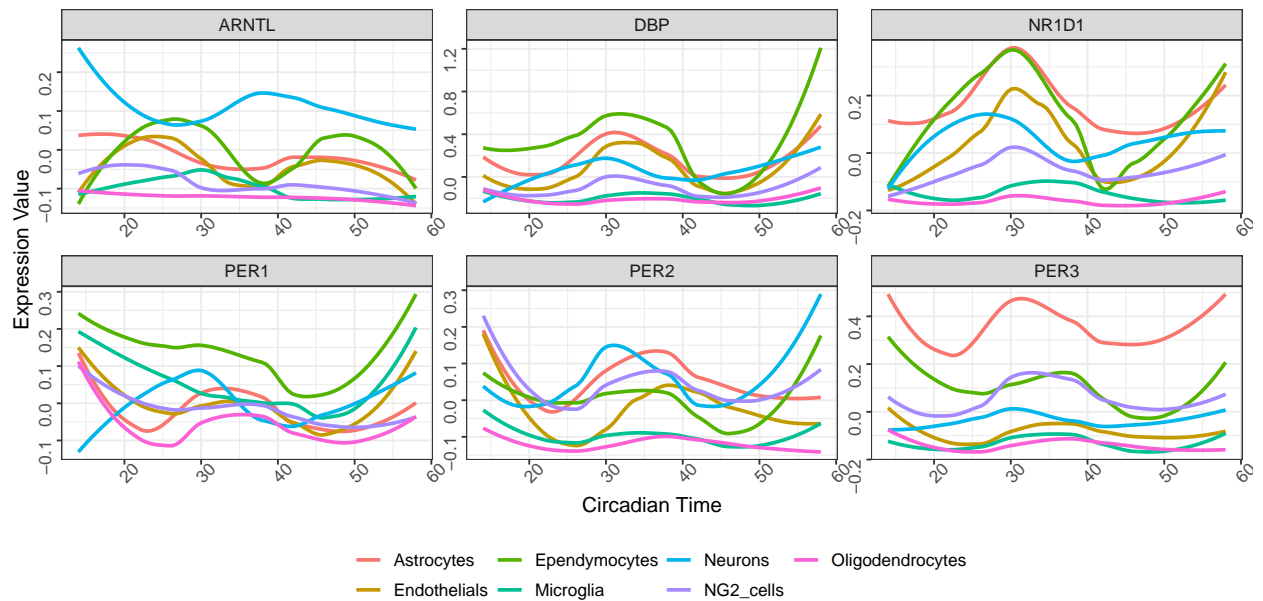 ARNTL DBP NR1D1
0.2 0.1 0.0 −0.1
1.2 0.8 0.4 0.0
0.2 0.0 −0.2
20 30 40 50 60 20 30 40 50 60 20 30 40 50 60
PER1 PER2 PER3
0.3 0.2 0.1 0.0 −0.1
0.3 0.2 0.1 0.0 −0.1
0.4 0.2 0.0 −0.2
20 30 40 50 60 20 30 40 50 60 20 30 40 50 60
Expression Value
Circadian Time
Astrocytes Ependymocytes Neurons Oligodendrocytes
Endothelials Microglia NG2_cells